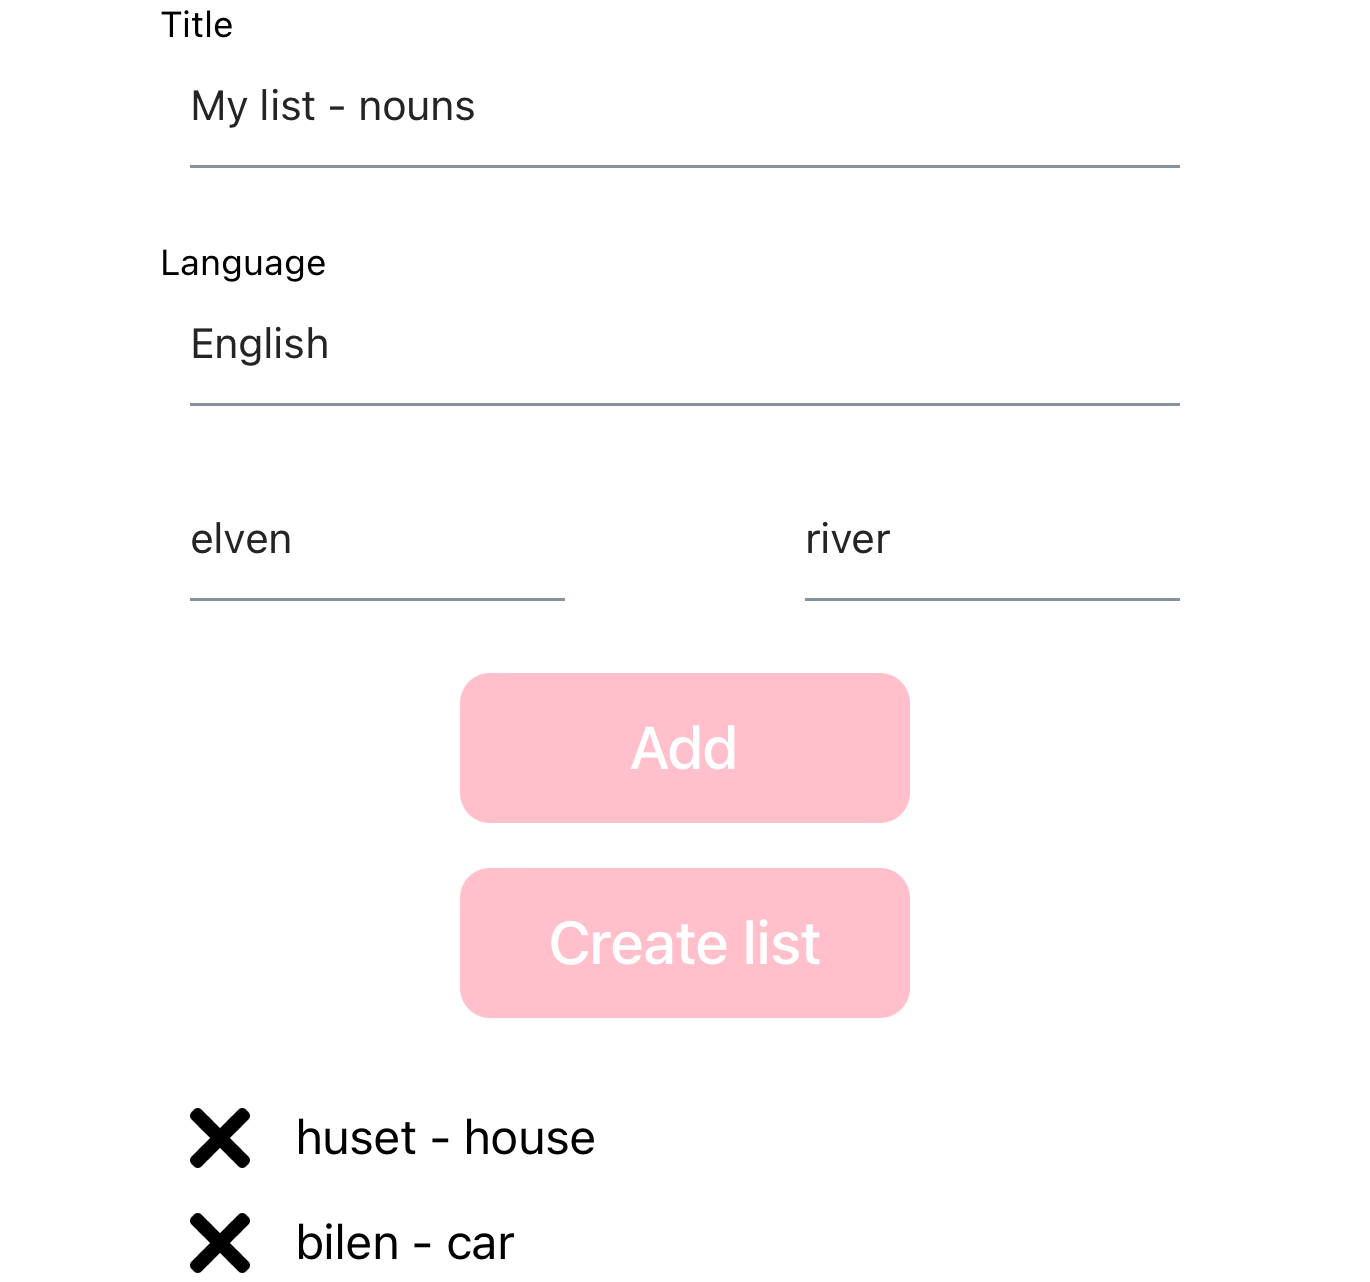 Title
My list - nouns
Language
English
elven river
Add
Create list
huset - house
bilen - car